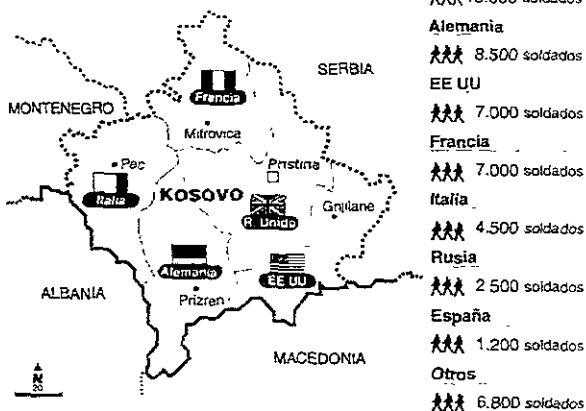 SERBIA
MONTENEGRO
Francia
Mitrovica
Pec
Pristina
Italia
KOSOVO
R. Unido
Gnjilane
Alemania
EE UU
Prizren
ALBANIA
MACEDONIA
N
20
soldados
Alemania
8.500 soldados
EE UU
7.000 soldados
Francia
7.000 soldados
Italia
4.500 soldados
Rusia
2 500 soldados
España
1.200 soldados
Otros
6.800 soldados